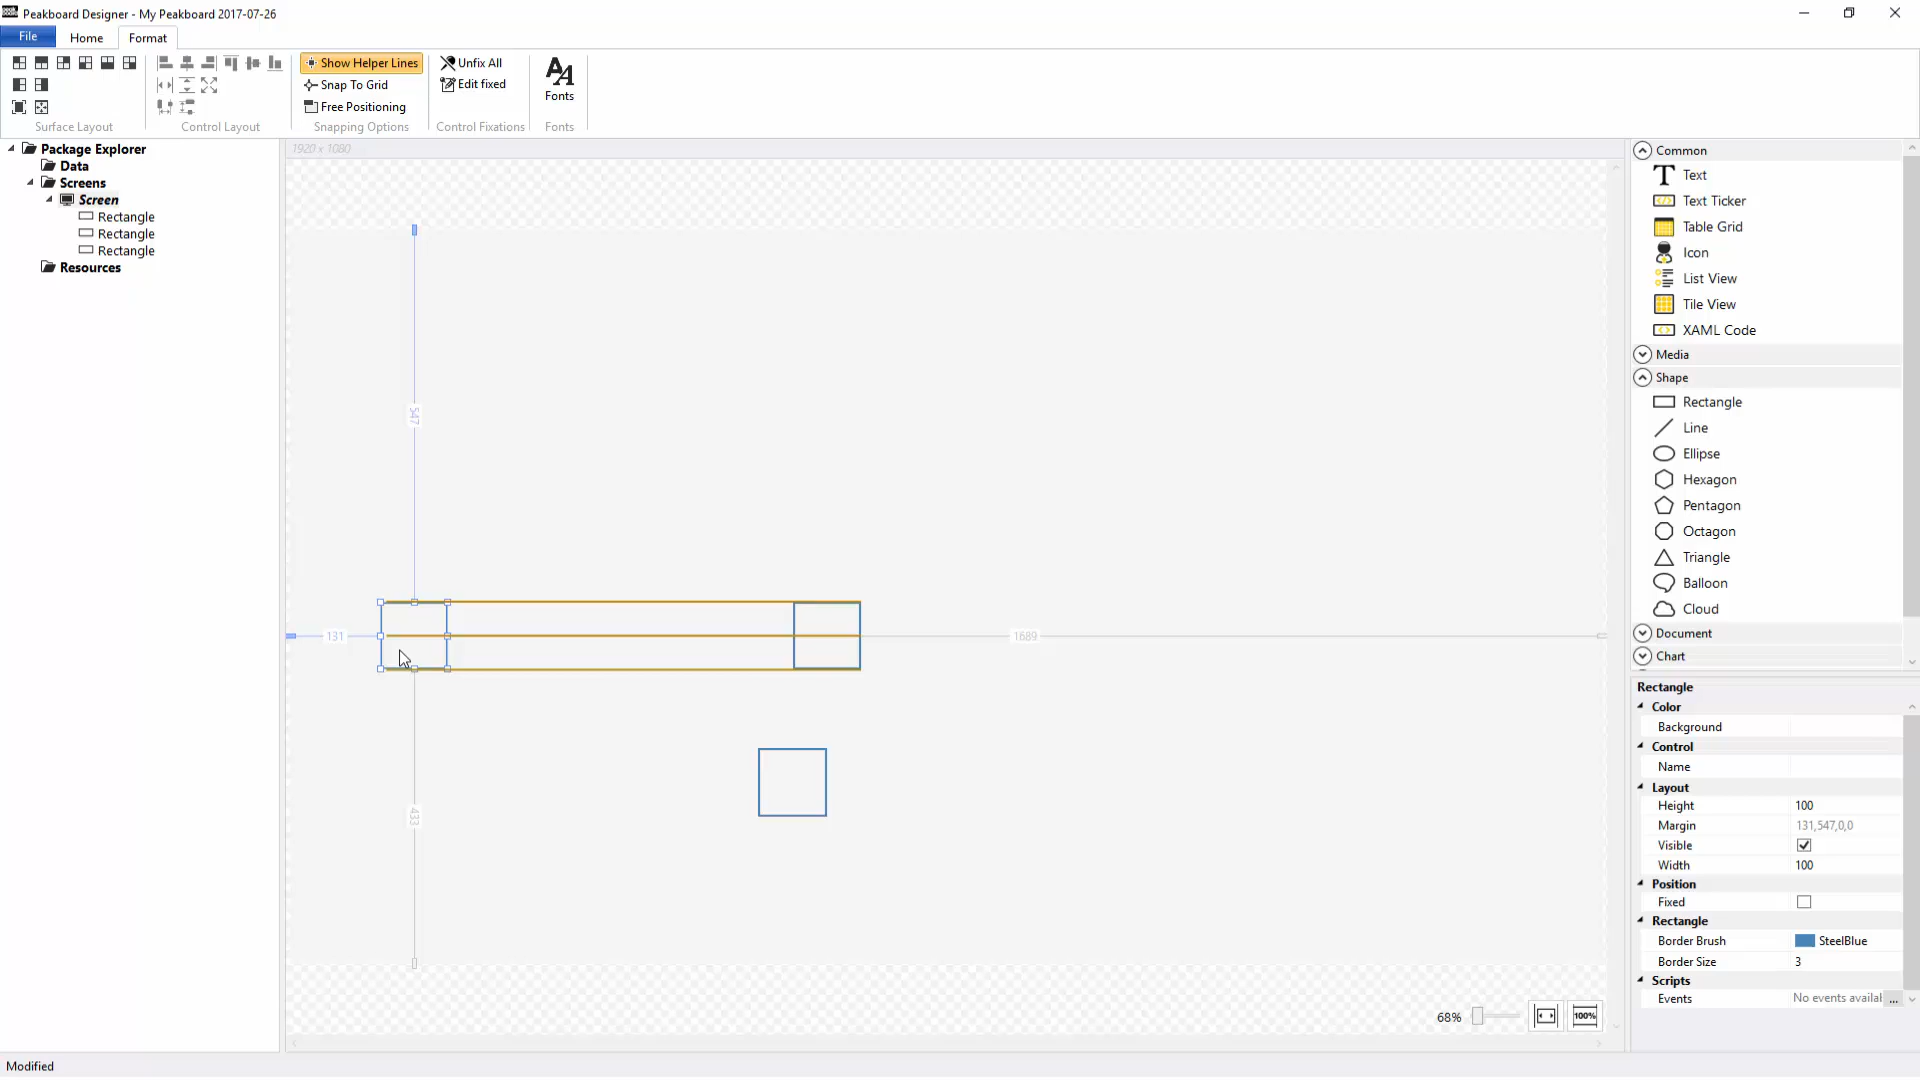 Peakboard Designer - My Peakboard 2017-07-26
File
Home
Format
Show Helper Lines
Snap To Grid
Free Positioning
Unfix All
Edit fixed
Fonts
Surface Layout
Control Layout
Snapping Options
Control Fixations
Fonts
Package Explorer
Data
Screens
Screen
Rectangle
Rectangle
Rectangle
Resources
1920 x 1080
547
131
1689
433
68%
100%
Common
Text
Text Ticker
Table Grid
Icon
List View
Tile View
XAML Code
Media
Shape
Rectangle
Line
Ellipse
Hexagon
Pentagon
Octagon
Triangle
Balloon
Cloud
Document
Chart
Rectangle
Color
Background
Control
Name
Layout
Height 100
Margin 131,547,0,0
Visible
Width 100
Position
Fixed
Rectangle
Border Brush SteelBlue
Border Size 3
Scripts
Events No events availal ...
Modified